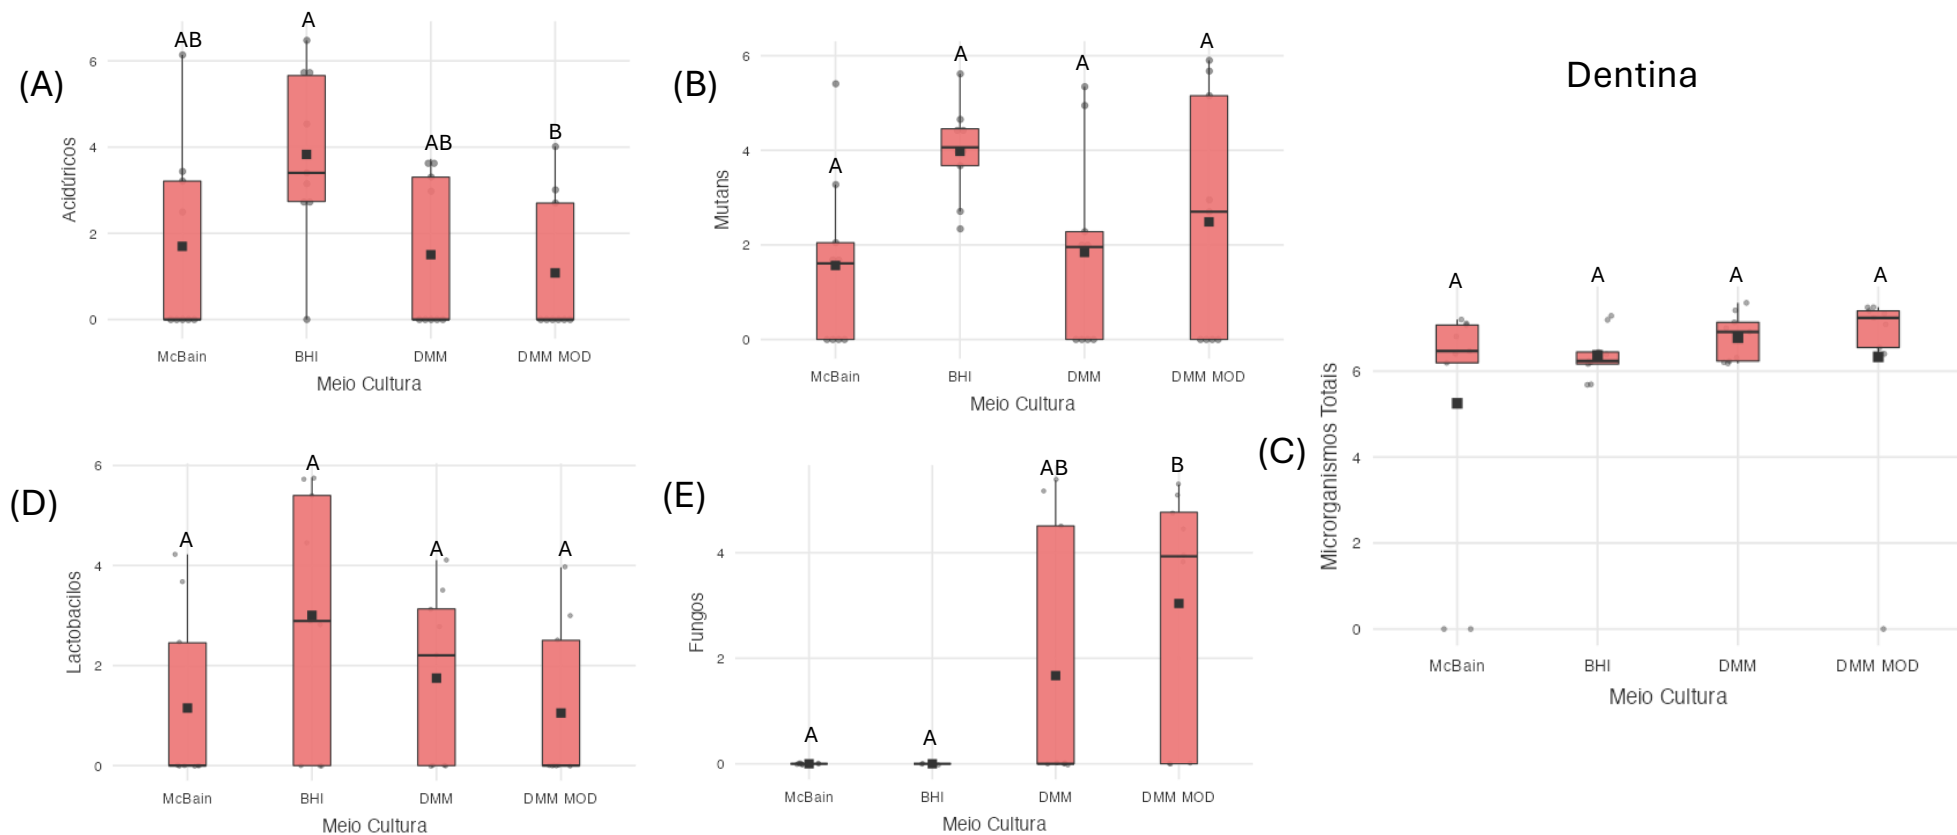 Dentina
(A)
AB
A
AB
B
6
4
2
0
Acidúricos
McBain
BHI
DMM
DMM MOD
Meio Cultura
(B)
A
A
A
A
6
4
2
0
Mutans
McBain
BHI
DMM
DMM MOD
Meio Cultura
(C)
A
A
A
A
6
4
2
0
Microrganismos Totais
McBain
BHI
DMM
DMM MOD
Meio Cultura
(D)
A
A
A
A
6
4
2
0
Lactobacilos
McBain
BHI
DMM
DMM MOD
Meio Cultura
(E)
A
A
AB
B
4
2
0
Fungos
McBain
BHI
DMM
DMM MOD
Meio Cultura